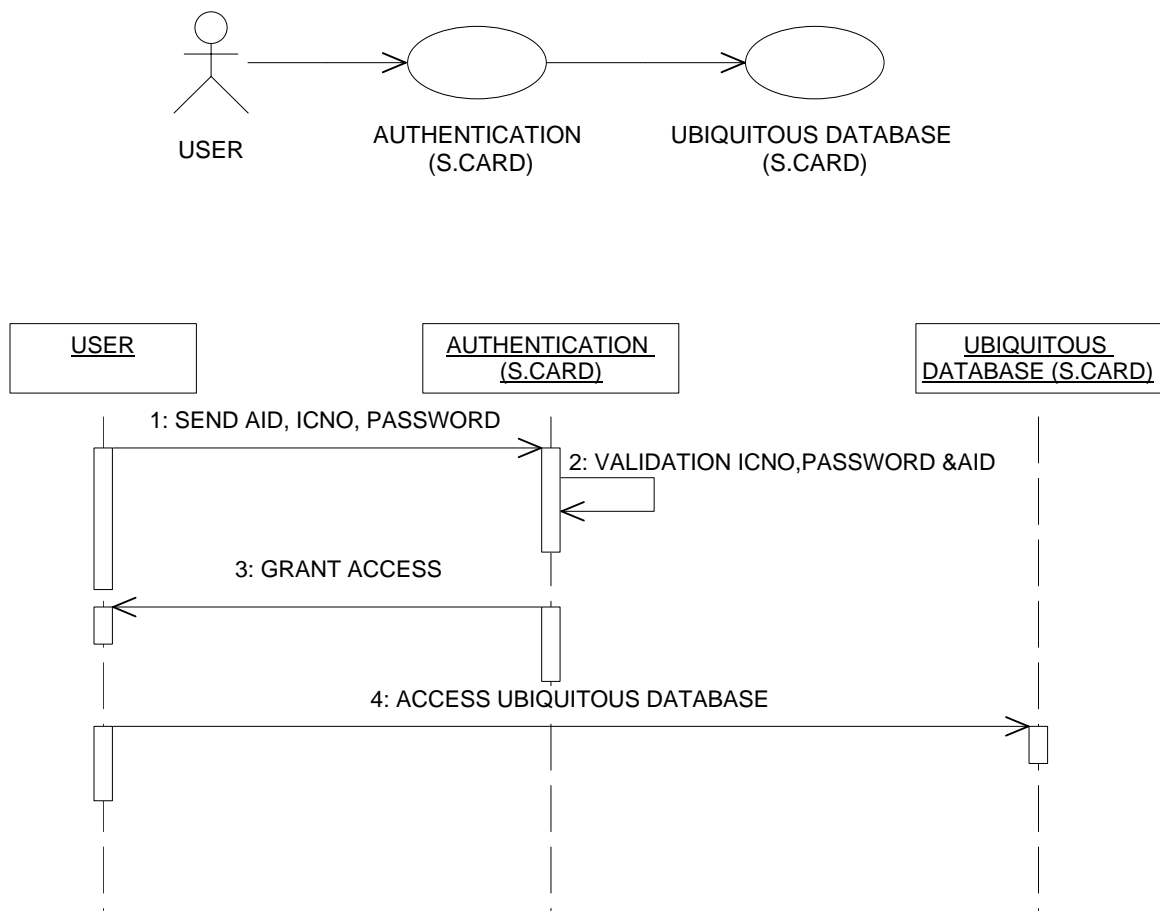 USER
AUTHENTICATION
(S.CARD)
UBIQUITOUS DATABASE
(S.CARD)
USER
AUTHENTICATION
(S.CARD)
UBIQUITOUS
DATABASE (S.CARD)
1: SEND AID, ICNO, PASSWORD
2: VALIDATION ICNO,PASSWORD &AID
3: GRANT ACCESS
4: ACCESS UBIQUITOUS DATABASE